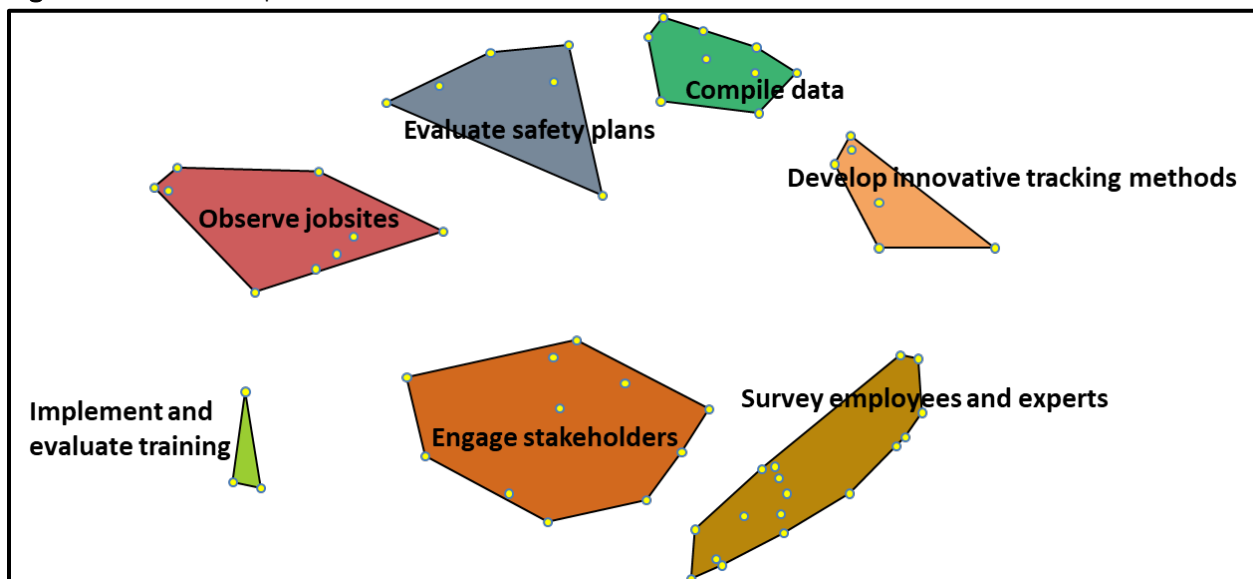 Compile data
Evaluate safety plans
Develop innovative tracking methods
Observe jobsites
Survey employees and experts
Implement and
evaluate training
Engage stakeholders